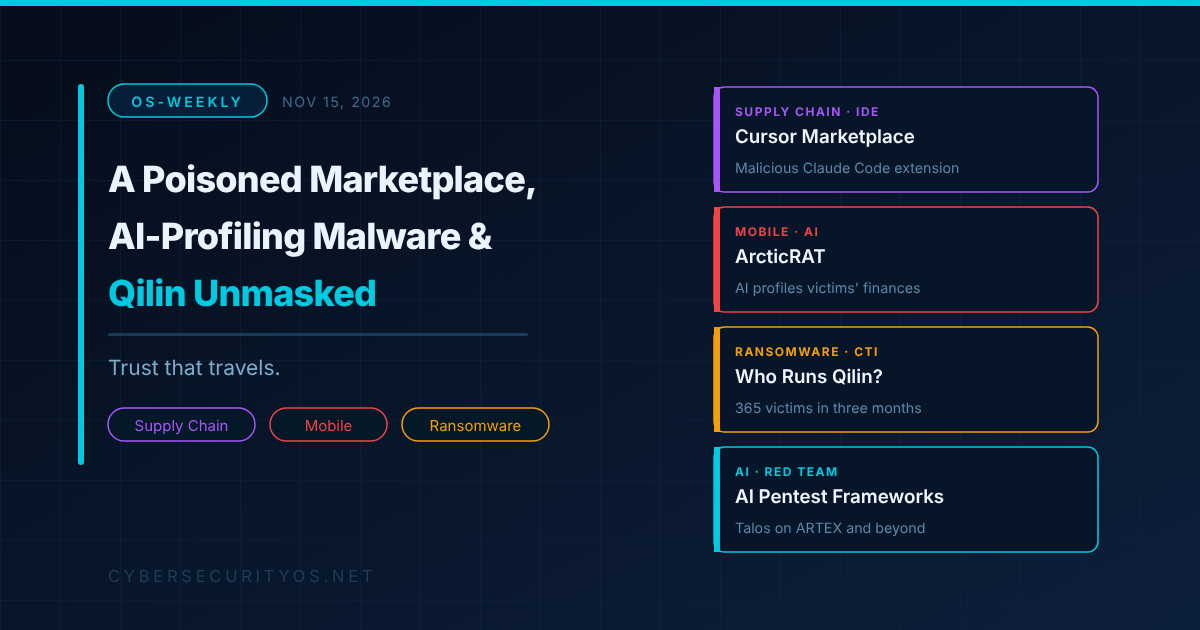 OS-WEEKLY
NOV 15, 2026
A Poisoned Marketplace,
AI-Profiling Malware &
Qilin Unmasked
Trust that travels.
Supply Chain
Mobile
Ransomware
CYBERSECURITYOS.NET
SUPPLY CHAIN · IDE
Cursor Marketplace
Malicious Claude Code extension
MOBILE · AI
ArcticRAT
AI profiles victims' finances
RANSOMWARE · CTI
Who Runs Qilin?
365 victims in three months
AI · RED TEAM
AI Pentest Frameworks
Talos on ARTEX and beyond